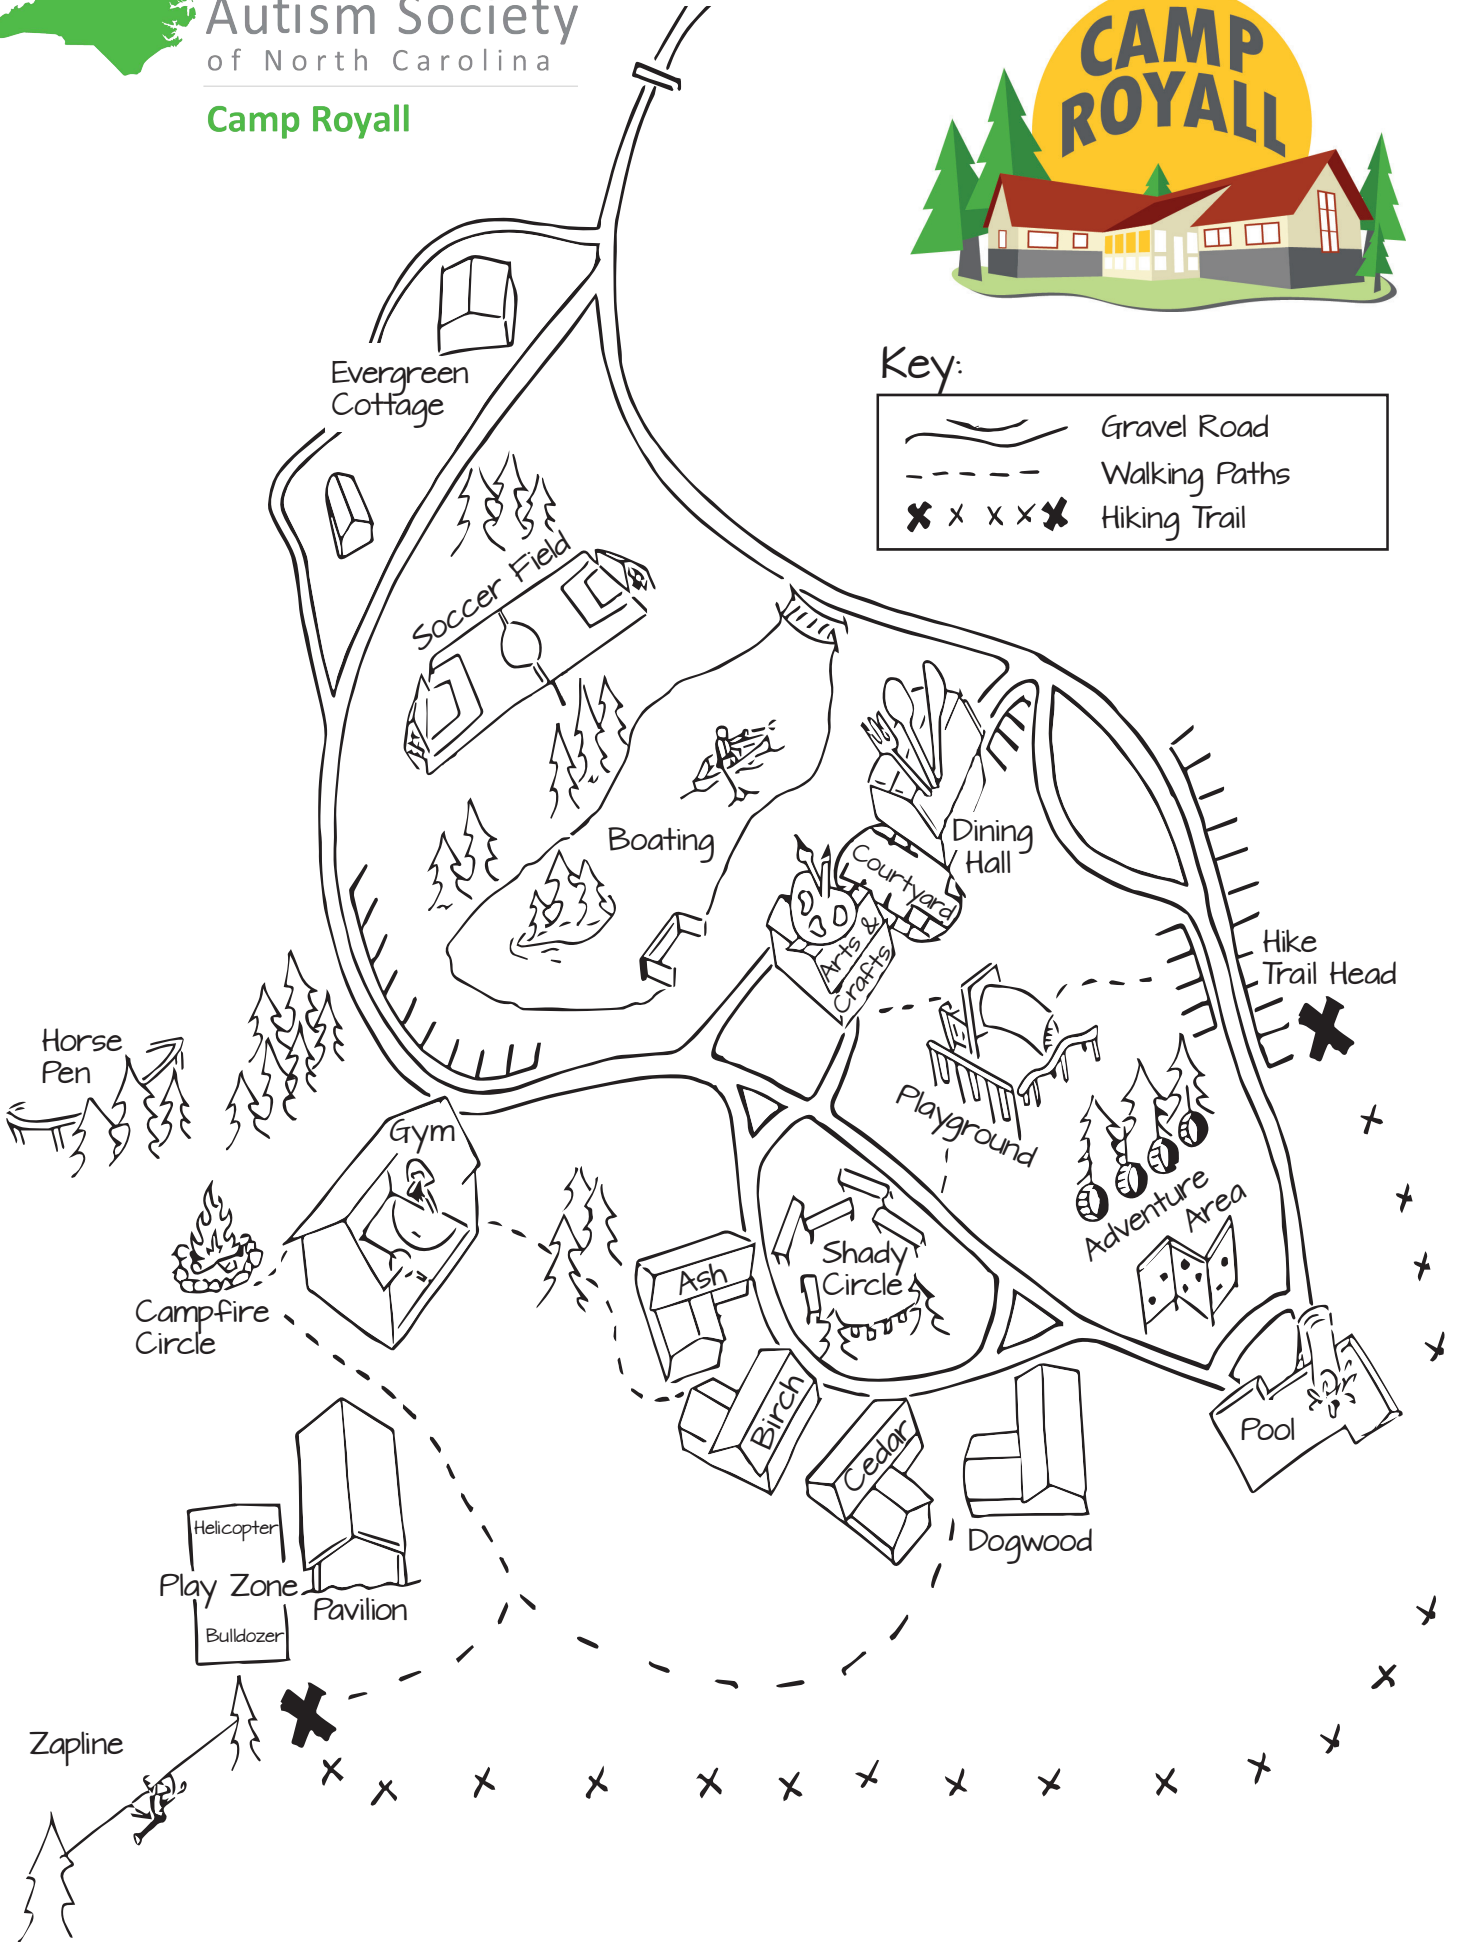 Autism Society
of North Carolina
Camp Royall
CAMP
ROYALL
Key:
Gravel Road
Walking Paths
Hiking Trail
Evergreen
Cottage
Soccer Field
Boating
Dining
Hall
Courtyard
Arts &
Crafts
Hike
Trail Head
Horse
Pen
Gym
Playground
Adventure
Area
Campfire
Circle
Ash
Shady
Circle
Birch
Cedar
Dogwood
Pool
Helicopter
Play Zone
Bulldozer
Pavilion
Zapline